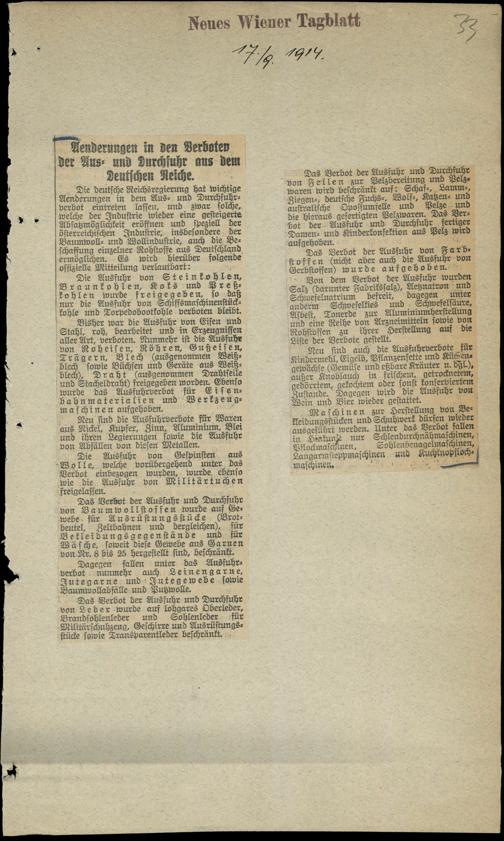 Neues Wiener Tagblatt
33
17./9. 1914.
Aenderungen in den Verboten
der Aus- und Durchfuhr aus dem
Deutschen Reiche.
Die deutsche Reichsregierung hat wichtige
Aenderungen in dem Aus- und Durchfuhr-
verbot eintreten lassen, und zwar solche,
welche der Industrie wieder eine gesteigerte
Absatzmöglichkeit eröffnen und speziell der
österreichischen Industrie, insbesondere der
Baumwoll- und Wollindustrie, auch die Be-
schaffung einzelner Rohstoffe aus Deutschland
ermöglichen. Es wird hierüber folgende
offizielle Mitteilung verlautbart:
Die Ausfuhr von Steinkohlen,
Braunkohlen, Koks und Preß-
kohlen wurde freigegeben, so daß
nur die Ausfuhr von Schiffsmaschinenstück-
kohle und Torpedobootkohle verboten bleibt.
Bisher war die Ausfuhr von Eisen und
Stahl, roh, bearbeitet und in Erzeugnissen
aller Art, verboten. Nunmehr ist die Ausfuhr
von Roheisen, Röhren, Gußeisen,
Trägern, Blech (ausgenommen Weiß-
blech sowie Büchsen und Geräte aus Weiß-
blech), Draht (ausgenommen Drahtseile
und Stacheldraht) freigegeben worden. Ebenso
wurde das Ausfuhrverbot für Eisen-
bahnmaterialien und Werkzeug-
maschinen aufgehoben.
Neu sind die Ausfuhrverbote für Waren
aus Nickel, Kupfer, Zinn, Aluminium, Blei
und ihren Legierungen sowie die Ausfuhr
von Abfällen von diesen Metallen.
Die Ausfuhr von Gespinsten aus
Wolle, welche vorübergehend unter das
Verbot einbezogen wurden, wurde ebenso
wie die Ausfuhr von Militärtuchen
freigelassen.
Das Verbot der Ausfuhr und Durchfuhr
von Baumwollstoffen wurde auf Ge-
webe für Ausrüstungsstücke (Brot-
beutel, Zeltbahnen und dergleichen), für
Bekleidungsgegenstände und für
Wäsche, soweit diese Gewebe aus Garnen
von Nr. 8 bis 25 hergestellt sind, beschränkt.
Dagegen fallen unter das Ausfuhr-
verbot nunmehr auch Leinengarne,
Jutegarne und Jutegewebe sowie
Baumwollabfälle und Putzwolle.
Das Verbot der Ausfuhr und Durchfuhr
von Leder wurde auf lohgares Oberleder,
Brandsohlenleder und Sohlenleder für
Militärschuhzeug, Geschirre und Ausrüstungs-
stücke sowie Transparentleder beschränkt.
Das Verbot der Ausfuhr und Durchfuhr
von Fellen zur Pelzbereitung und Pelz-
waren wird beschränkt auf: Schaf-, Lamm-,
Ziegen-, deutsche Fuchs-, Wolf-, Katzen- und
australische Opossumfelle und Pelze und
die hieraus gefertigten Pelzwaren. Das Ver-
bot der Ausfuhr und Durchfuhr fertiger
Damen- und Kinderkonfektion aus Pelz wird
aufgehoben.
Das Verbot der Ausfuhr von Farb-
stoffen (nicht aber auch die Ausfuhr von
Gerbstoffen) wurde aufgehoben.
Von dem Verbot der Ausfuhr wurden
Salz (darunter Fabriksalz), Aetznatron und
Schwefelnatrium befreit, dagegen unter
anderm Schwefelkies und Schwefelsäure,
Asbest, Tonerde zur Aluminiumherstellung
und eine Reihe von Arzneimitteln sowie von
Rohstoffen zu ihrer Herstellung auf die
Liste der Verbote gestellt.
Neu sind auch die Ausfuhrverbote für
Kindermehl, Eigelb, Pflanzenfette und Küchen-
gewächse (Gemüse und eßbare Kräuter u. dgl.),
außer Knoblauch in frischem, getrocknetem,
gedörrtem, gekochtem oder sonst konserviertem
Zustande. Dagegen wird die Ausfuhr von
Wein und Bier wieder gestattet.
Maschinen zur Herstellung von Be-
kleidungsstücken und Schuhwerk dürfen wieder
ausgeführt werden. Unter das Verbot fallen
in Hinkunft nur Sohlendurchnähmaschinen,
Pflockmaschinen, Sohlenbenagelmaschinen,
Langarmsteppmaschinen und
maschinen.